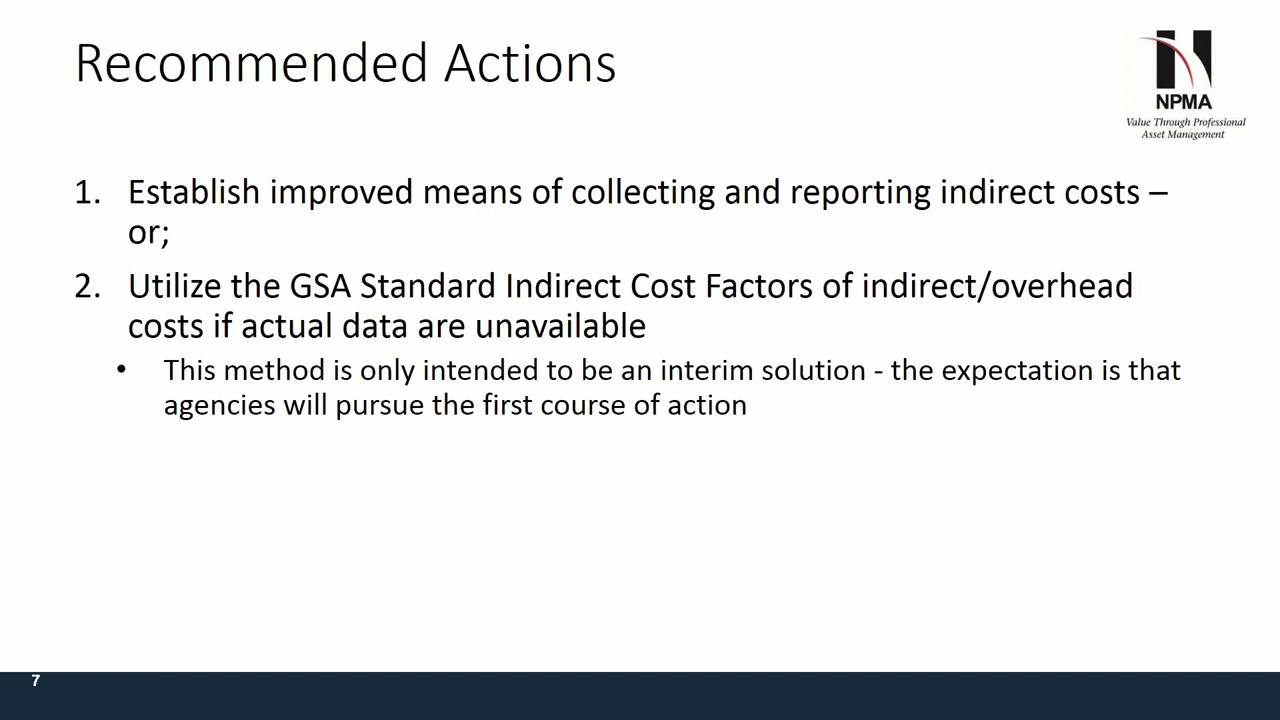 Recommended Actions
NPMA
Value Through Professional
Asset Management
1. Establish improved means of collecting and reporting indirect costs –
or;
2. Utilize the GSA Standard Indirect Cost Factors of indirect/overhead
costs if actual data are unavailable
• This method is only intended to be an interim solution - the expectation is that
agencies will pursue the first course of action
7